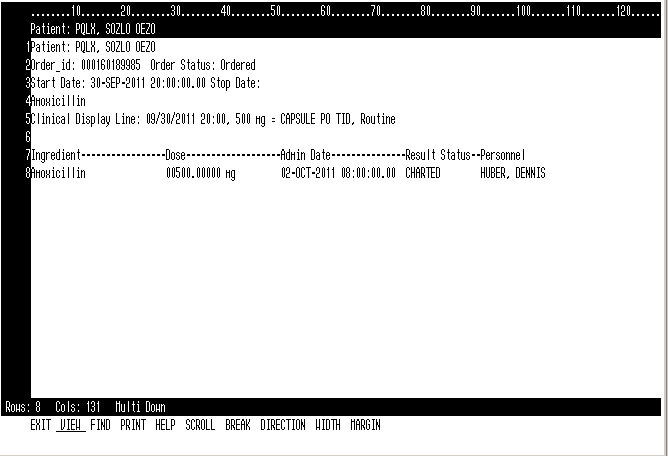 ........10........20........30........40........50........60........70........80........90.......100.......110.......120......
Patient: PQLX, SOZLO OEZO
1Patient: PQLX, SOZLO OEZO
2Order_id: 000160189985  Order Status: Ordered
3Start Date: 30-SEP-2011 20:00:00.00 Stop Date:
4Amoxicillin
5Clinical Display Line: 09/30/2011 20:00, 500 mg = CAPSULE PO TID, Routine
6
7Ingredient-----------------Dose-------------------Admin Date---------------Result Status--Personnel
8Amoxicillin                00500.00000 mg         02-OCT-2011 08:00:00.00  CHARTED        HUBER, DENNIS
Rows: 8   Cols: 131   Multi Down
EXIT  VIEW  FIND  PRINT  HELP  SCROLL  BREAK  DIRECTION  WIDTH  MARGIN